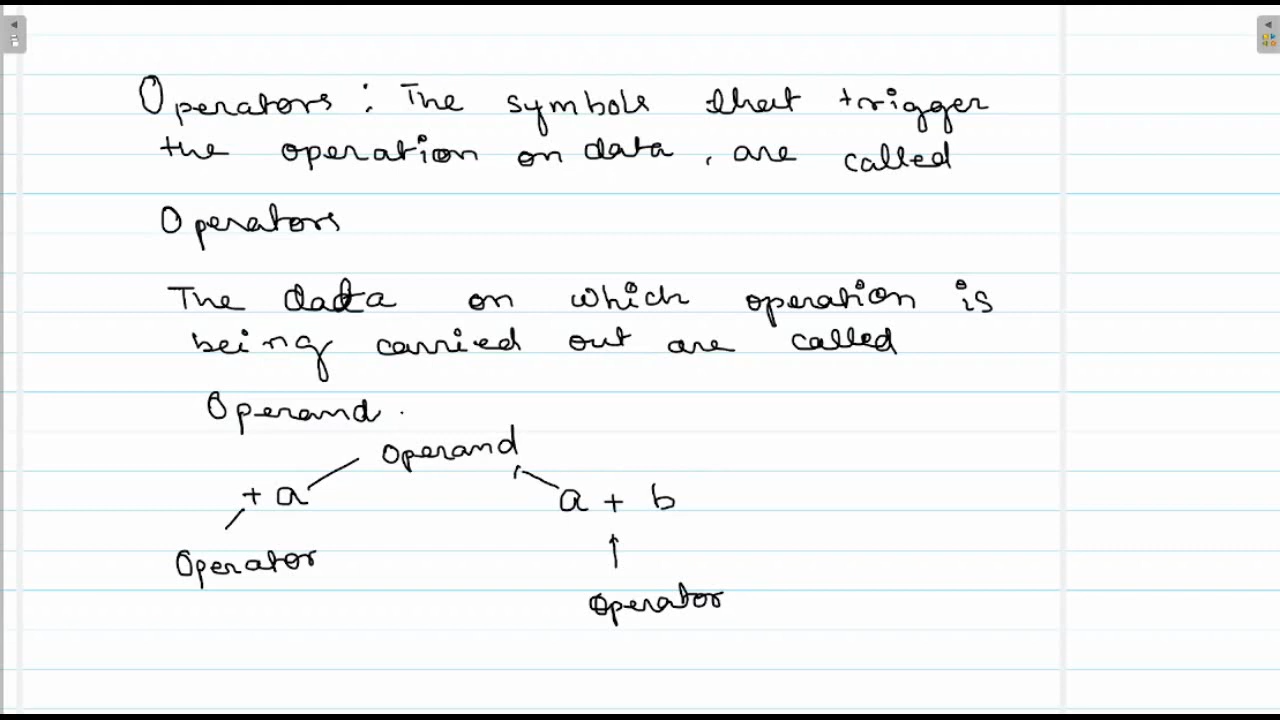 Operators : The symbols that trigger
the operation on data, are called
Operators
The data on which operation is
being carried out are called
Operand.
Operand
+ a
a + b
Operator
Operator